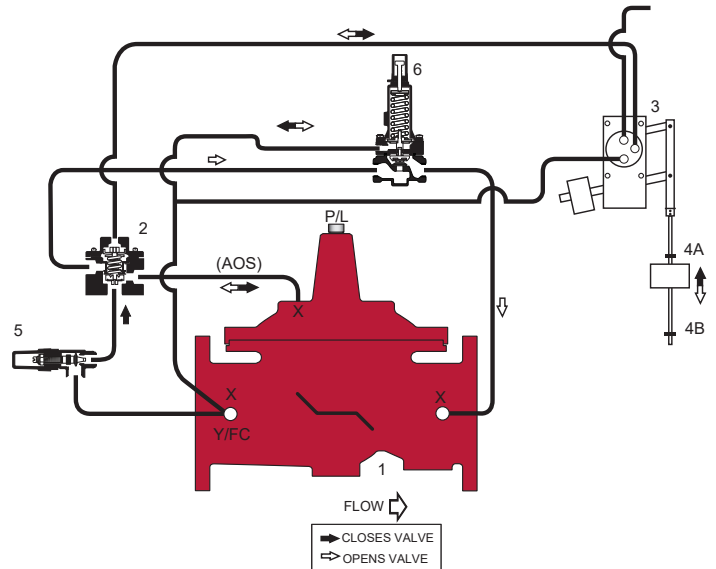 6
3
P/L
2
4A
(AOS)
X
4B
5
X
X
Y/FC
1
FLOW
CLOSES VALVE
OPENS VALVE